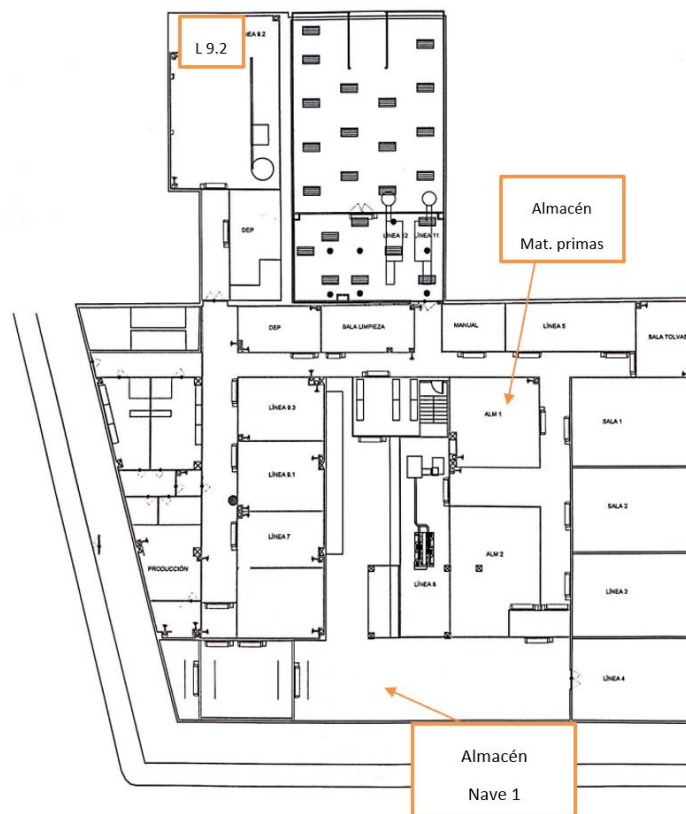 L 9.2
NEA 9.2
Almacén
Mat. primas
DEP
LÍNEA 12
LÍNEA 11
DEP
SALA LIMPIEZA
MANUAL
LÍNEA 5
SALA TOLVAS
LÍNEA 9.3
ALM 1
SALA 1
LÍNEA 9.1
SALA 2
LÍNEA 7
ALM 2
PRODUCCIÓN
LÍNEA 6
LÍNEA 3
LÍNEA 4
Almacén
Nave 1